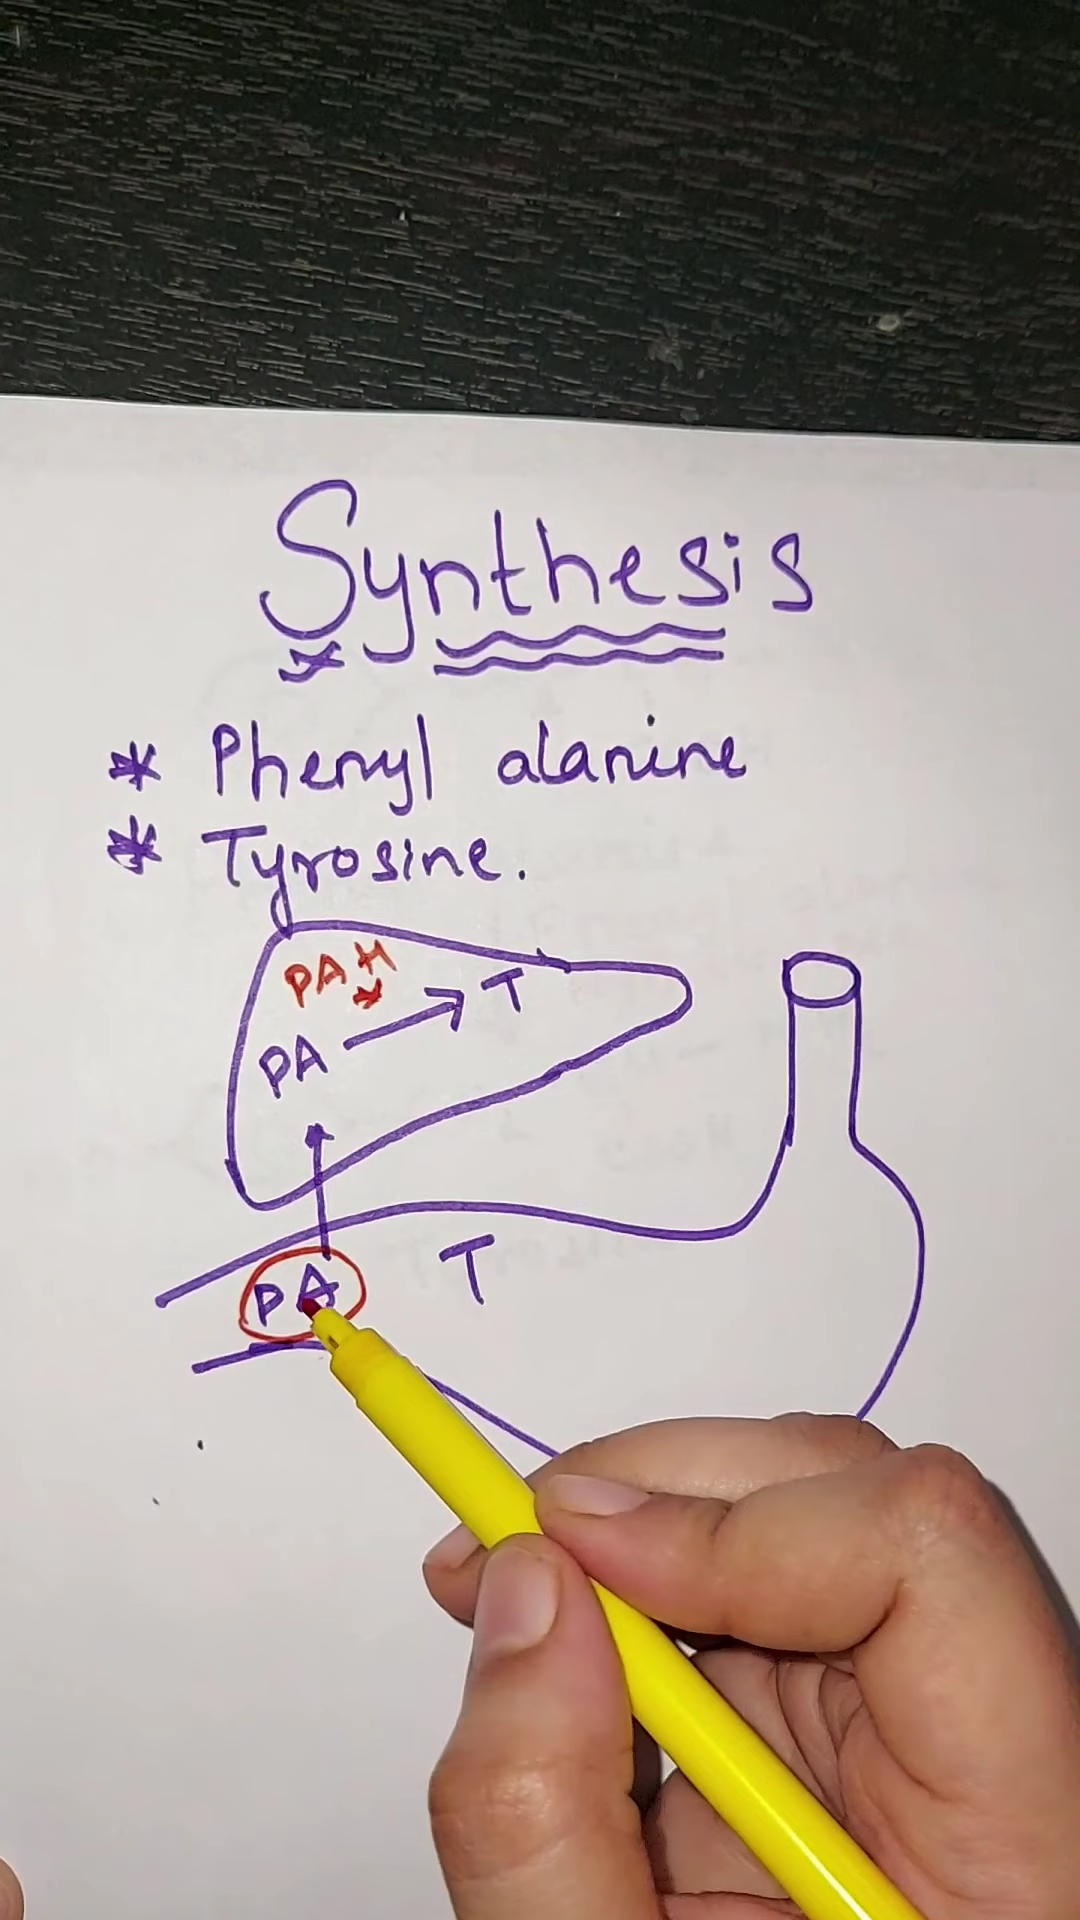 Synthesis
* Phenyl alanine
* Tyrosine.
PAH
*
PA → T
PA T